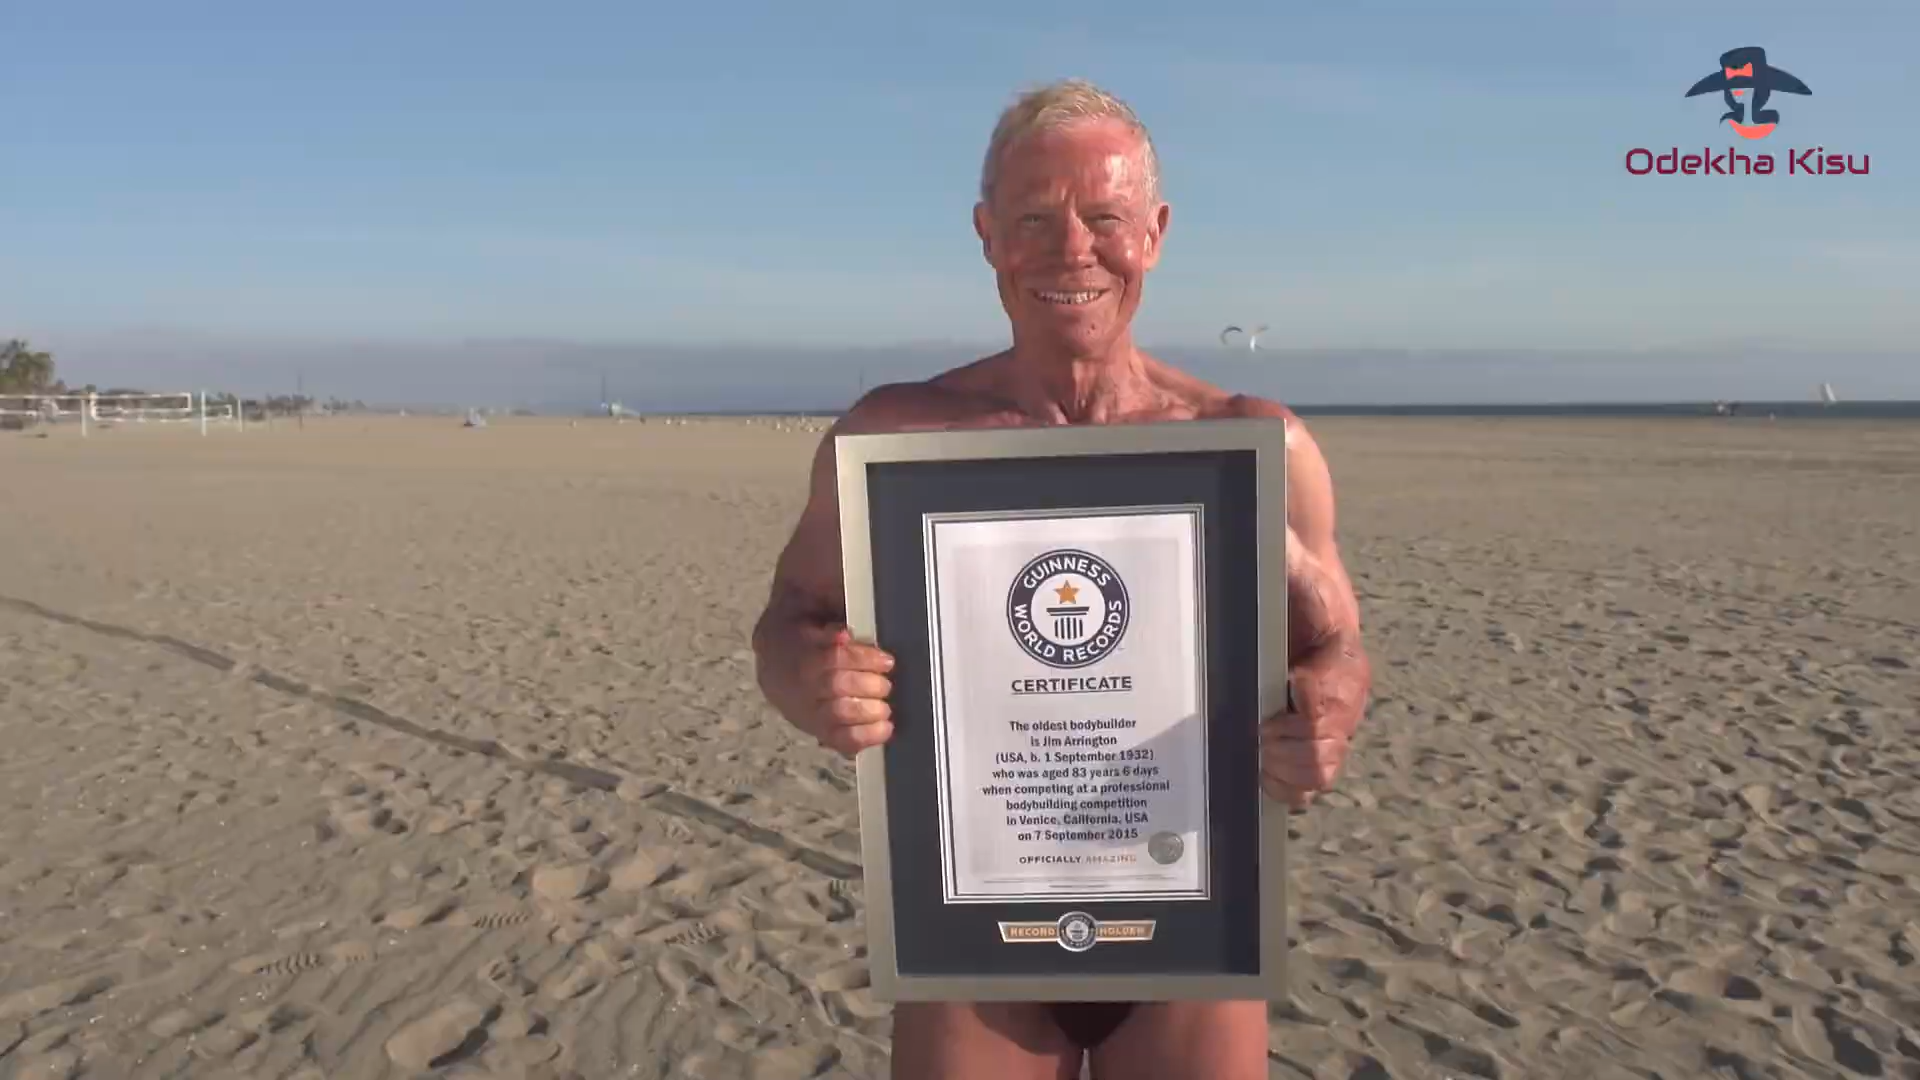 Odekha Kisu
GUINNESS
WORLD RECORDS
CERTIFICATE
The oldest bodybuilder
is Jim Arrington
(USA, b. 1 September 1932)
who was aged 83 years 6 days
when competing at a professional
bodybuilding competition
in Venice, California, USA
on 7 September 2015
OFFICIALLY AMAZING
RECORD HOLDER